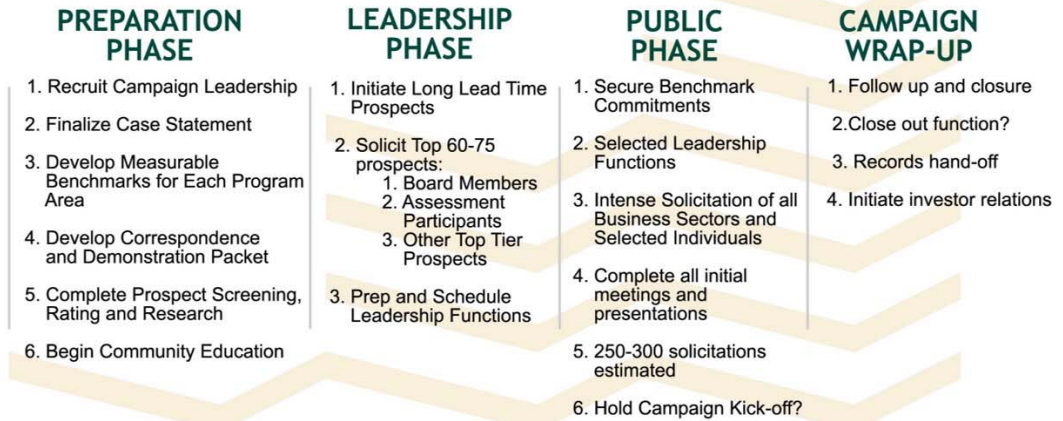 PREPARATION
PHASE
1. Recruit Campaign Leadership
2. Finalize Case Statement
3. Develop Measurable
Benchmarks for Each Program
Area
4. Develop Correspondence
and Demonstration Packet
5. Complete Prospect Screening,
Rating and Research
6. Begin Community Education
LEADERSHIP
PHASE
1. Initiate Long Lead Time
Prospects
2. Solicit Top 60-75
prospects:
1. Board Members
2. Assessment
Participants
3. Other Top Tier
Prospects
3. Prep and Schedule
Leadership Functions
PUBLIC
PHASE
1. Secure Benchmark
Commitments
2. Selected Leadership
Functions
3. Intense Solicitation of all
Business Sectors and
Selected Individuals
4. Complete all initial
meetings and
presentations
5. 250-300 solicitations
estimated
6. Hold Campaign Kick-off?
CAMPAIGN
WRAP-UP
1. Follow up and closure
2.Close out function?
3. Records hand-off
4. Initiate investor relations